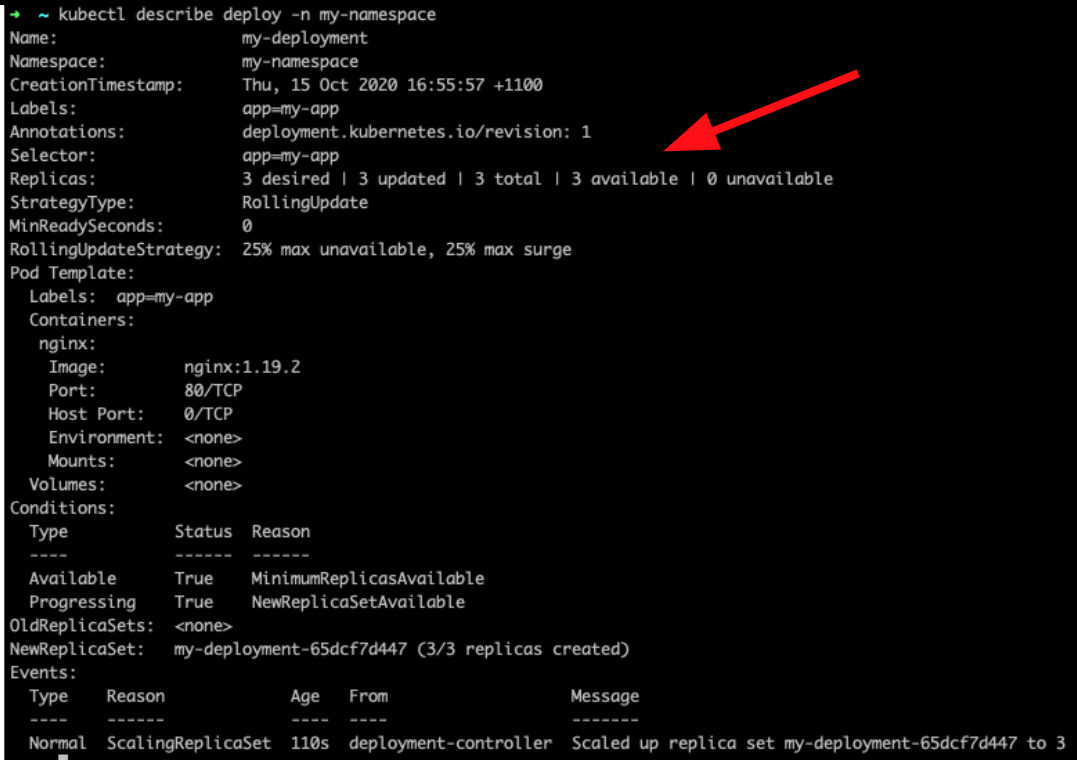 → ~ kubectl describe deploy -n my-namespace
Name:                   my-deployment
Namespace:              my-namespace
CreationTimestamp:      Thu, 15 Oct 2020 16:55:57 +1100
Labels:                 app=my-app
Annotations:            deployment.kubernetes.io/revision: 1
Selector:               app=my-app
Replicas:               3 desired | 3 updated | 3 total | 3 available | 0 unavailable
StrategyType:           RollingUpdate
MinReadySeconds:        0
RollingUpdateStrategy:  25% max unavailable, 25% max surge
Pod Template:
  Labels:  app=my-app
  Containers:
   nginx:
    Image:        nginx:1.19.2
    Port:         80/TCP
    Host Port:    0/TCP
    Environment:  <none>
    Mounts:       <none>
  Volumes:        <none>
Conditions:
  Type           Status  Reason
  ----           ------  ------
  Available      True    MinimumReplicasAvailable
  Progressing    True    NewReplicaSetAvailable
OldReplicaSets:  <none>
NewReplicaSet:   my-deployment-65dcf7d447 (3/3 replicas created)
Events:
  Type    Reason             Age   From                   Message
  ----    ------             ----  ----                   -------
  Normal  ScalingReplicaSet  110s  deployment-controller  Scaled up replica set my-deployment-65dcf7d447 to 3